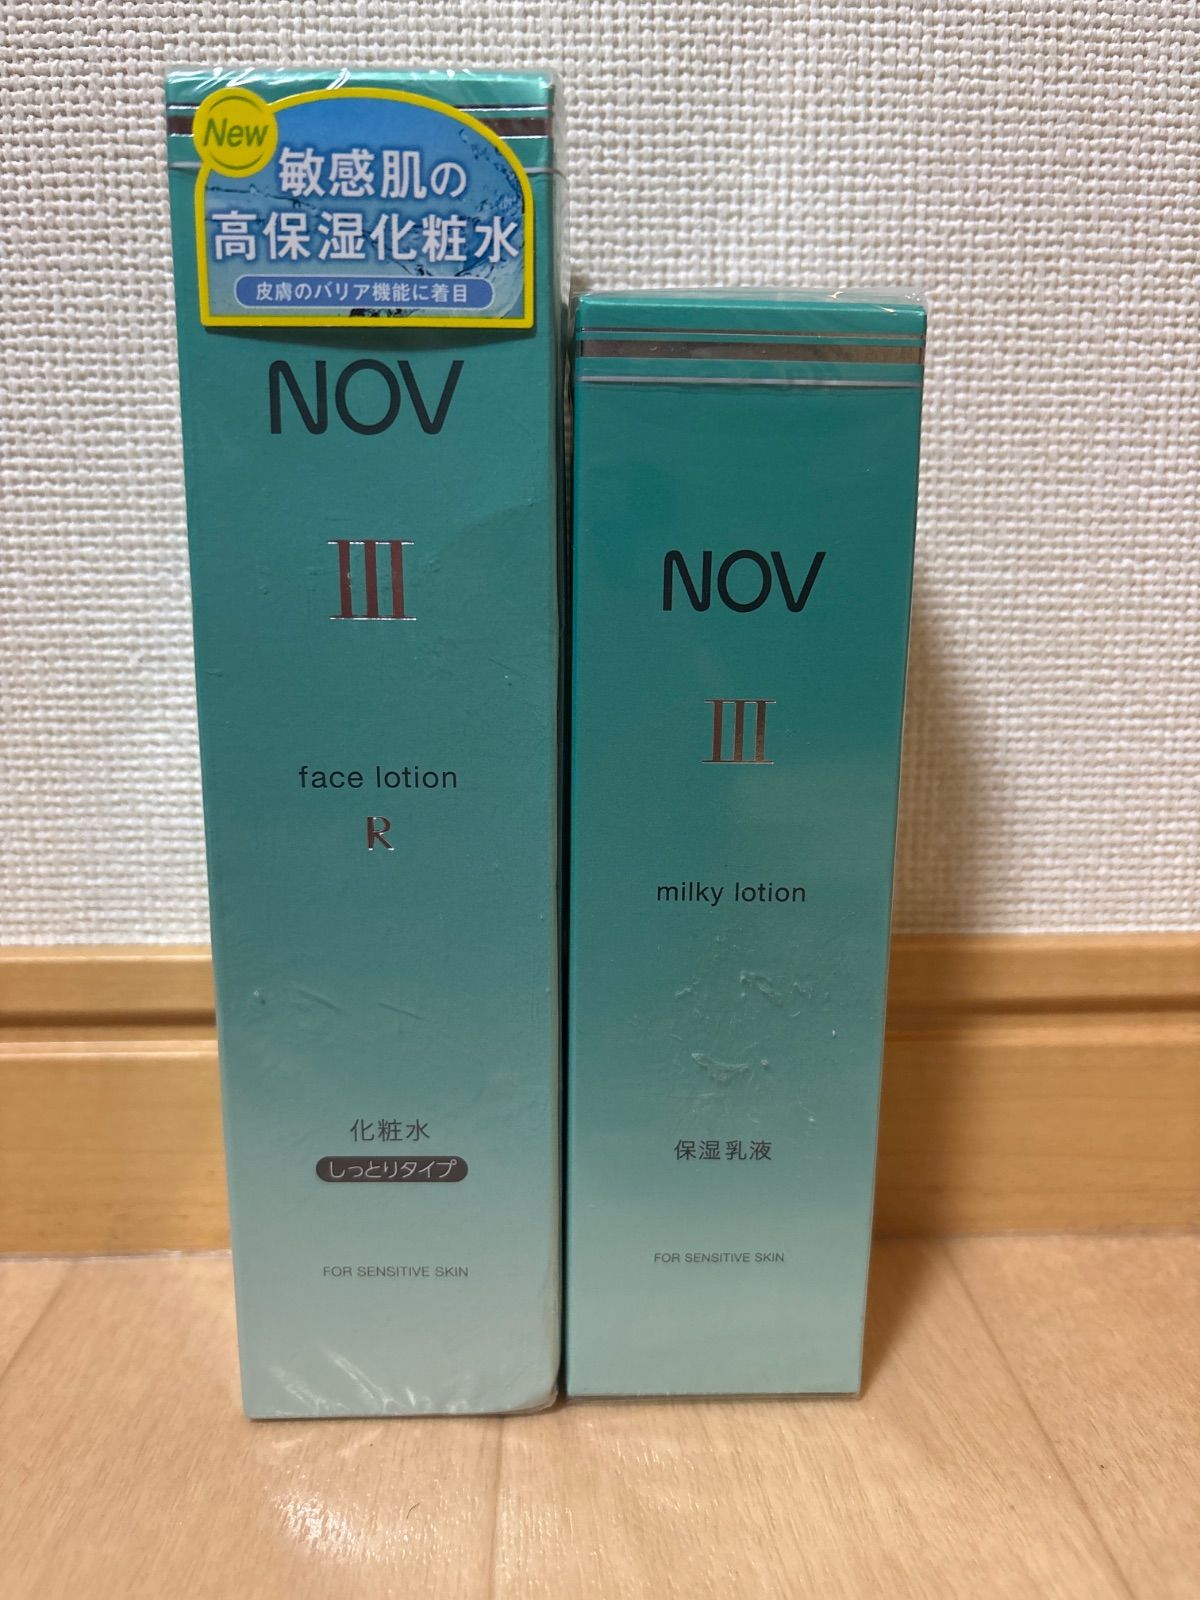 New
敏感肌の
高保湿化粧水
皮膚のバリア機能に着目
NOV
III
face lotion
R
化粧水
しっとりタイプ
FOR SENSITIVE SKIN
NOV
III
milky lotion
保湿乳液
FOR SENSITIVE SKIN